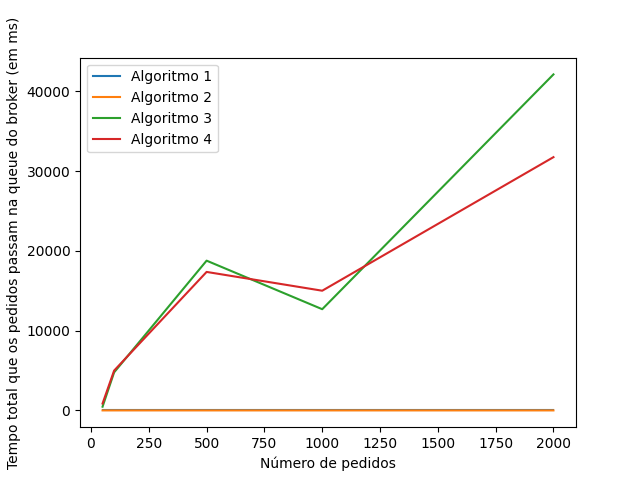 Tempo total que os pedidos passam na queue do broker (em ms)
40000
30000
20000
10000
0
Algoritmo 1
Algoritmo 2
Algoritmo 3
Algoritmo 4
0 250 500 750 1000 1250 1500 1750 2000
Número de pedidos